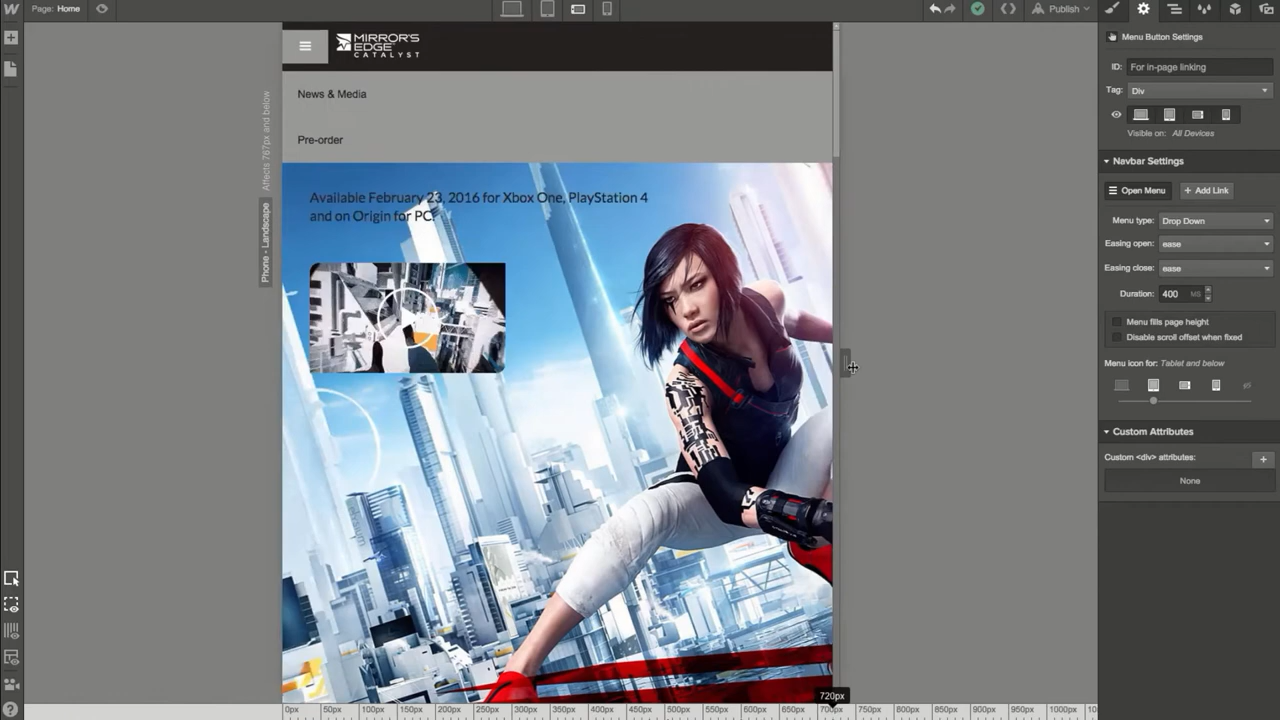 Page: Home
Publish
MIRROR'S
EDGE
CATALYST
News & Media
Pre-order
Available February 23, 2016 for Xbox One, PlayStation 4
and on Origin for PC.
Affects 767px and below
Phone - Landscape
Menu Button Settings
ID: For in-page linking
Tag: Div
Visible on: All Devices
Navbar Settings
Open Menu
Add Link
Menu type: Drop Down
Easing open: ease
Easing close: ease
Duration: 400 MS
Menu fills page height
Disable scroll offset when fixed
Menu icon for: Tablet and below
Custom Attributes
Custom <div> attributes:
None
720px
0px 50px 100px 150px 200px 250px 300px 350px 400px 450px 500px 550px 600px 650px 700px 750px 800px 850px 900px 950px 1000px